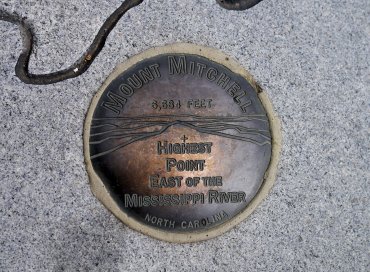 MOUNT MITCHELL
6,684 FEET
HIGHEST
POINT
EAST OF THE
MISSISSIPPI RIVER
NORTH CAROLINA